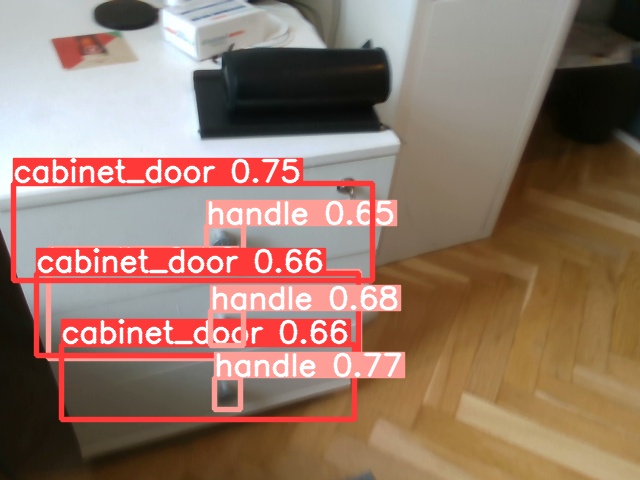 cabinet_door 0.75
handle 0.65
cabinet_door 0.66
handle 0.68
cabinet_door 0.66
handle 0.77